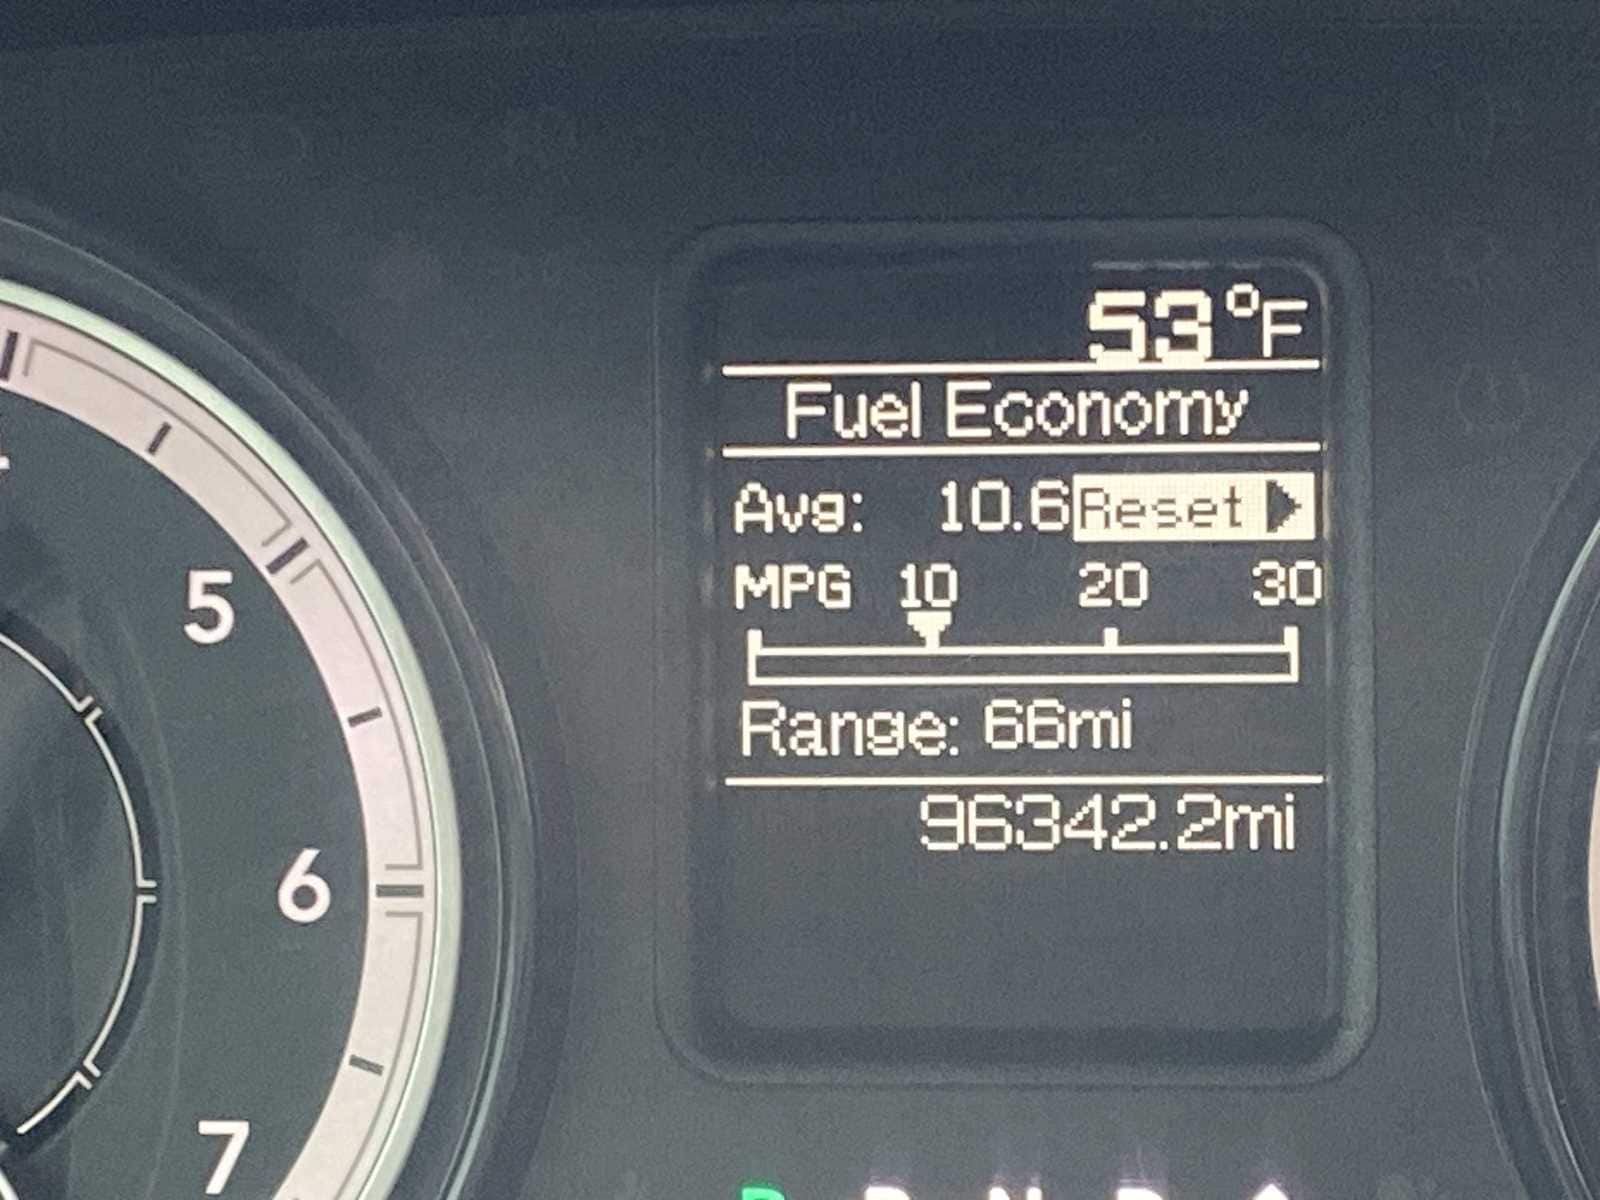 53°F
Fuel Economy
Avg: 10.6 Reset
MPG 10 20 30
Range: 66mi
96342.2mi
5
6
7